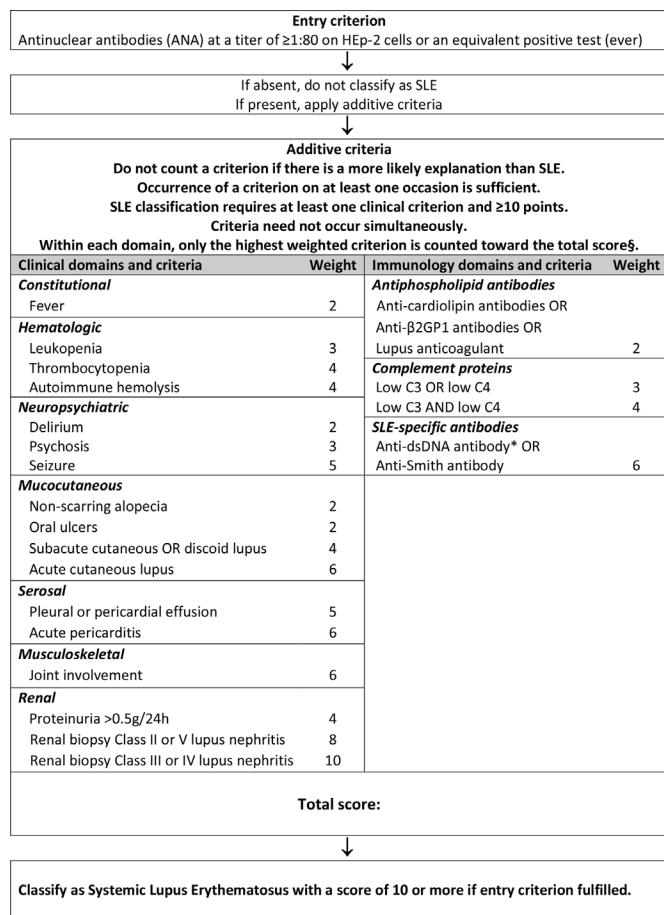 Entry criterion
Antinuclear antibodies (ANA) at a titer of ≥1:80 on HEp-2 cells or an equivalent positive test (ever)
If absent, do not classify as SLE
If present, apply additive criteria
Additive criteria
Do not count a criterion if there is a more likely explanation than SLE.
Occurrence of a criterion on at least one occasion is sufficient.
SLE classification requires at least one clinical criterion and ≥10 points.
Criteria need not occur simultaneously.
Within each domain, only the highest weighted criterion is counted toward the total score§.
Clinical domains and criteria Weight
Constitutional
Fever 2
Hematologic
Leukopenia 3
Thrombocytopenia 4
Autoimmune hemolysis 4
Neuropsychiatric
Delirium 2
Psychosis 3
Seizure 5
Mucocutaneous
Non-scarring alopecia 2
Oral ulcers 2
Subacute cutaneous OR discoid lupus 4
Acute cutaneous lupus 6
Serosal
Pleural or pericardial effusion 5
Acute pericarditis 6
Musculoskeletal
Joint involvement 6
Renal
Proteinuria >0.5g/24h 4
Renal biopsy Class II or V lupus nephritis 8
Renal biopsy Class III or IV lupus nephritis 10
Immunology domains and criteria Weight
Antiphospholipid antibodies
Anti-cardiolipin antibodies OR
Anti-β2GP1 antibodies OR
Lupus anticoagulant 2
Complement proteins
Low C3 OR low C4 3
Low C3 AND low C4 4
SLE-specific antibodies
Anti-dsDNA antibody* OR
Anti-Smith antibody 6
Total score:
Classify as Systemic Lupus Erythematosus with a score of 10 or more if entry criterion fulfilled.